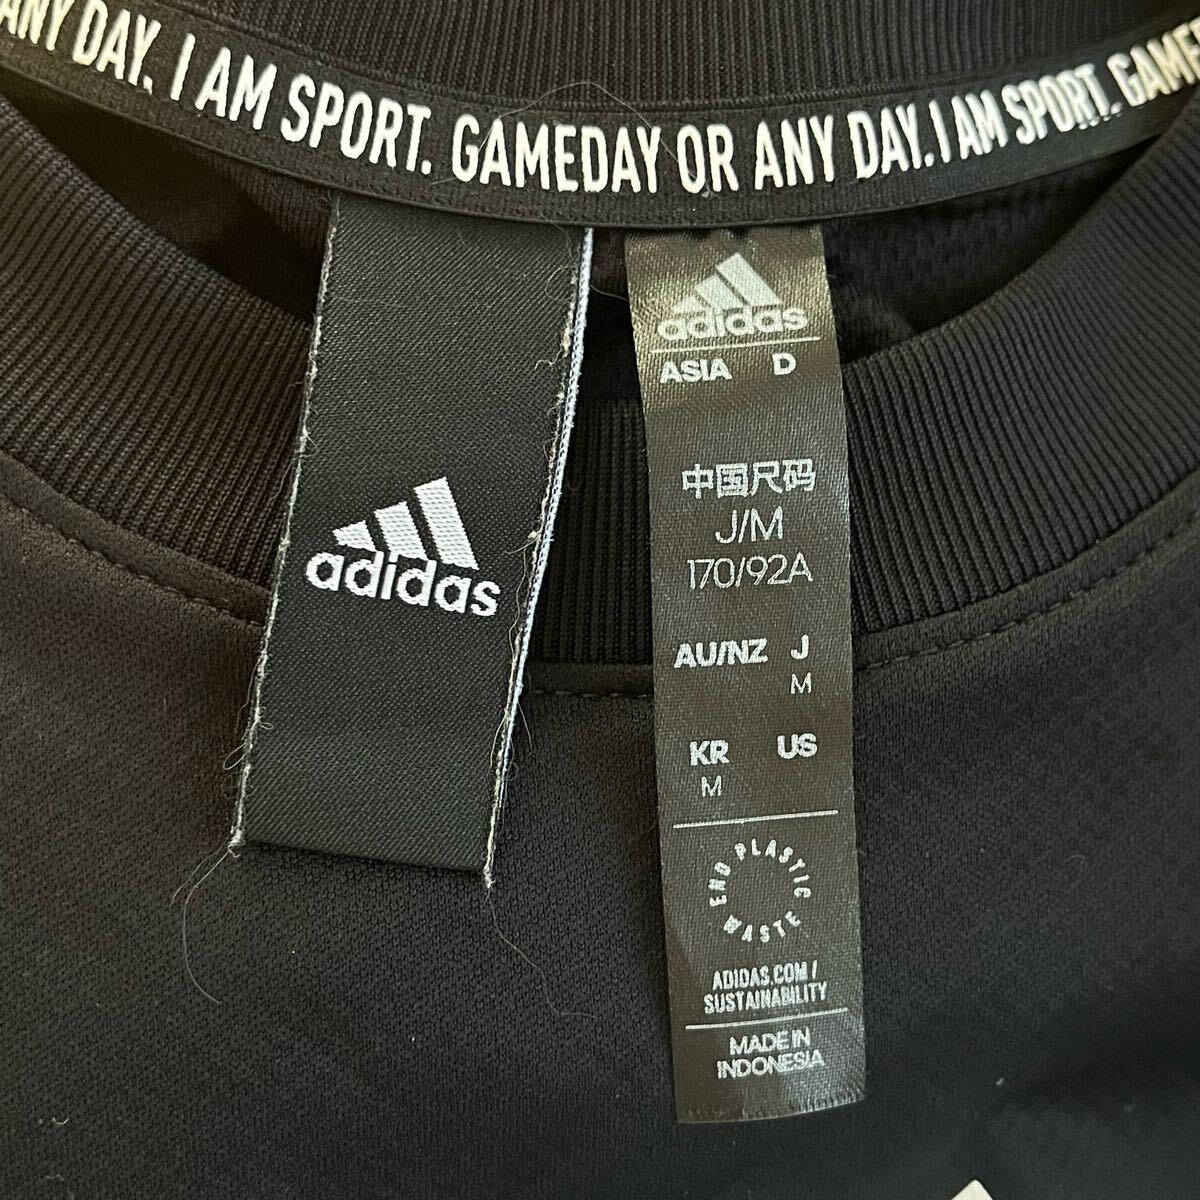 ANY DAY. I AM SPORT. GAMEDAY OR ANY DAY. I AM SPORT. GAME
adidas
adidas
ASIA D
中国尺码
J/M
170/92A
AU/NZ J
M
KR US
M
END PLASTIC WASTE
ADIDAS.COM/
SUSTAINABILITY
MADE IN
INDONESIA